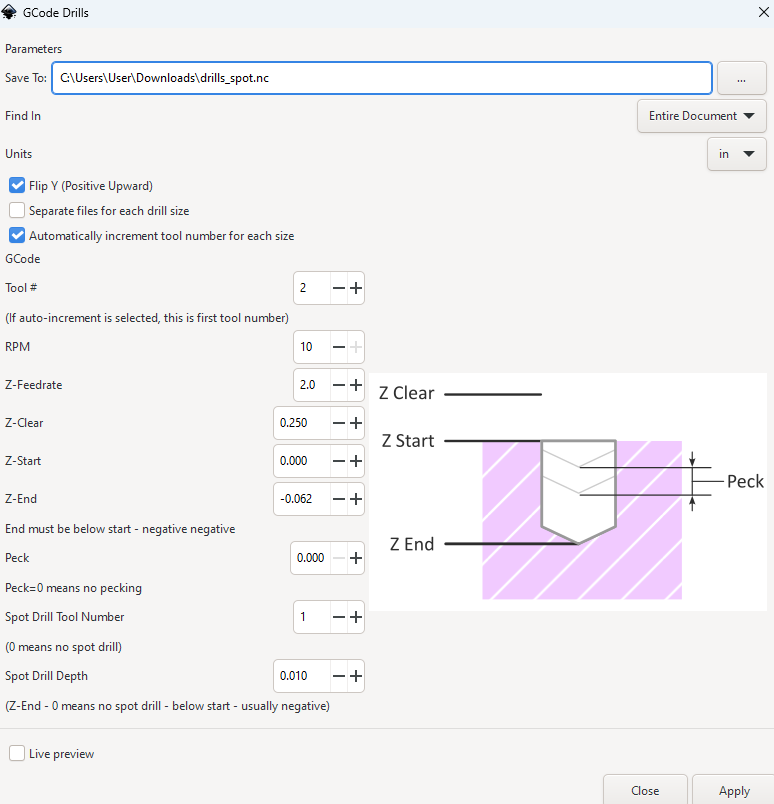 GCode Drills
Parameters
Save To: C:\Users\User\Downloads\drills_spot.nc ...
Find In Entire Document
Units in
Flip Y (Positive Upward)
Separate files for each drill size
Automatically increment tool number for each size
GCode
Tool # 2
(If auto-increment is selected, this is first tool number)
RPM 10
Z-Feedrate 2.0
Z-Clear 0.250
Z-Start 0.000
Z-End -0.062
End must be below start - negative negative
Peck 0.000
Peck=0 means no pecking
Spot Drill Tool Number 1
(0 means no spot drill)
Spot Drill Depth 0.010
(Z-End - 0 means no spot drill - below start - usually negative)
Z Clear
Z Start
Peck
Z End
Live preview
Close Apply